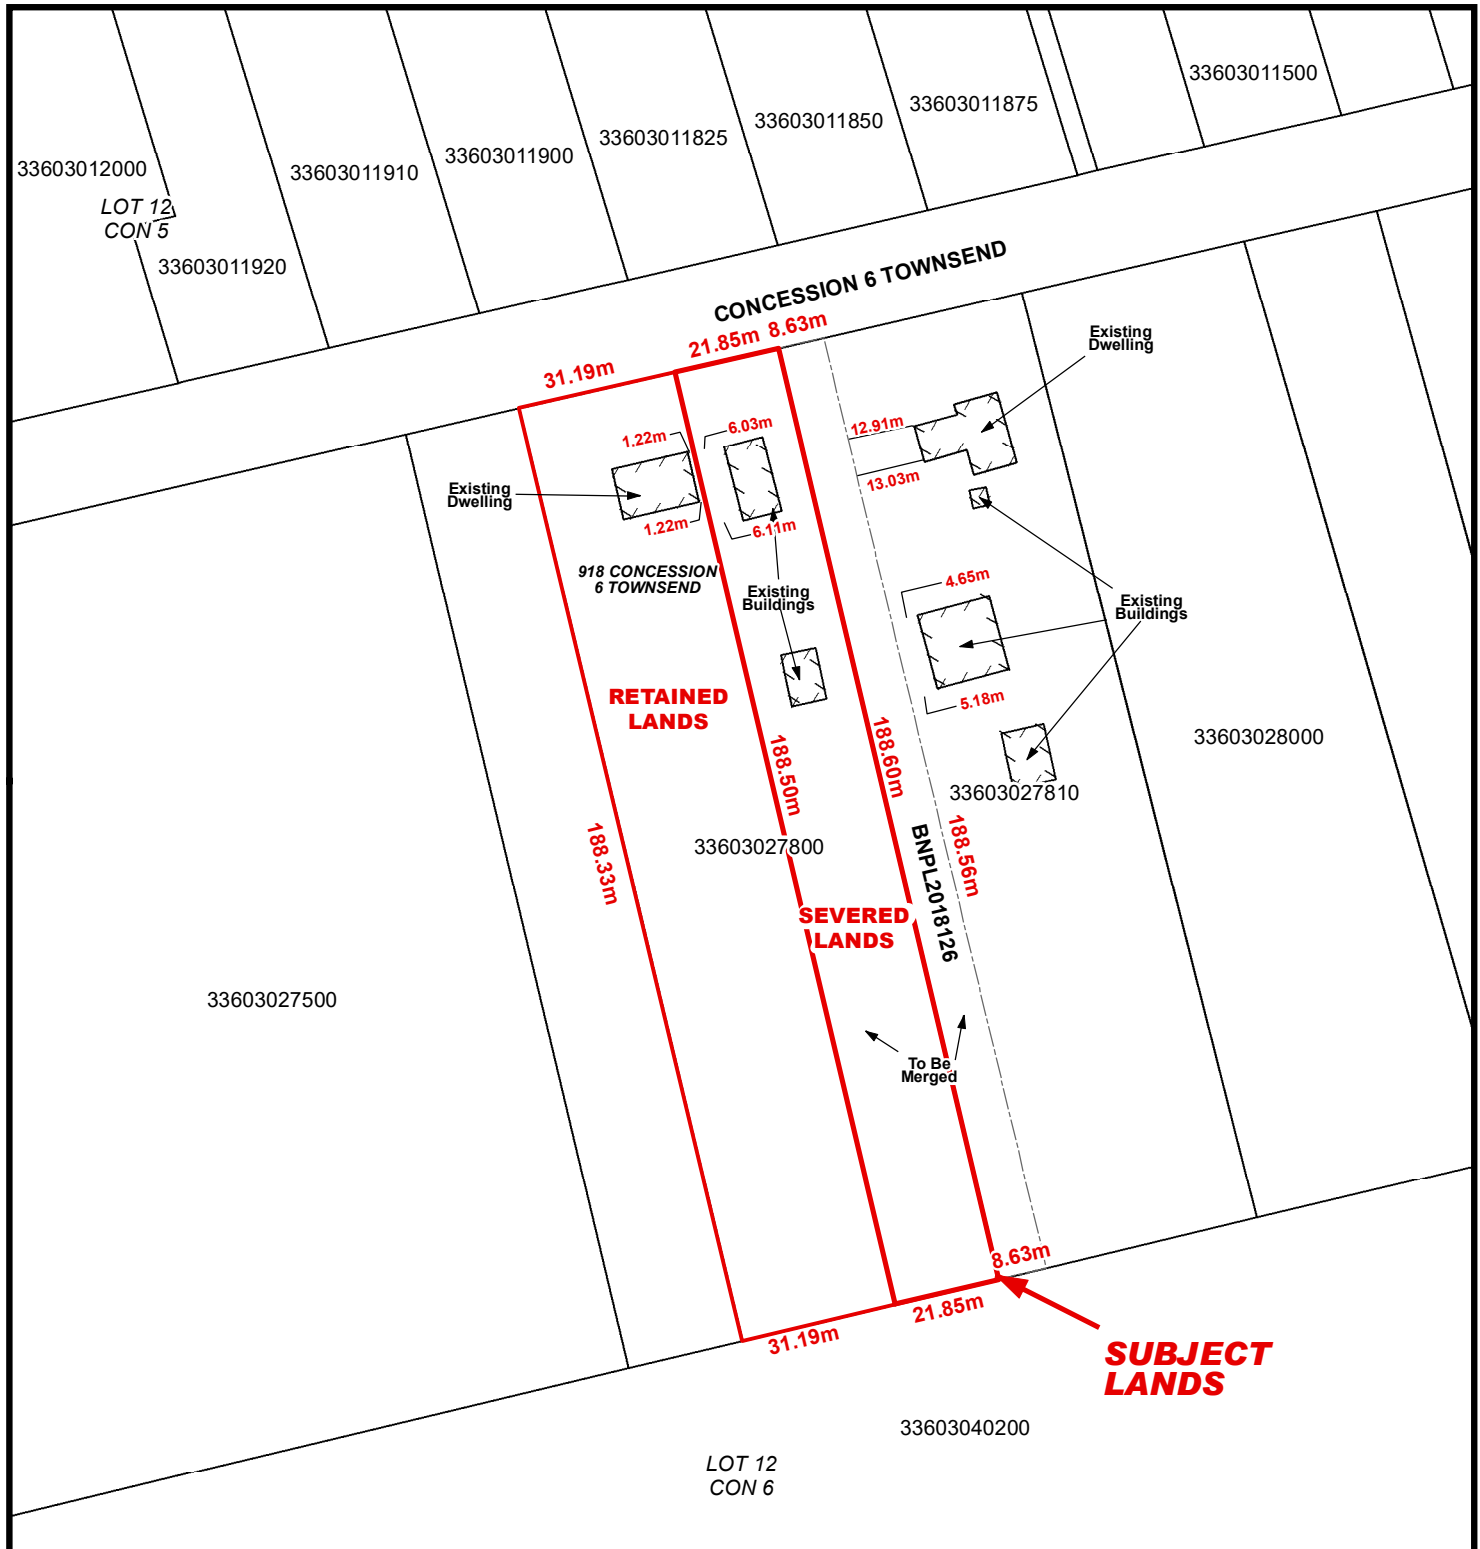 33603011500
33603011875
33603011850
33603011825
33603011900
33603011910
33603012000
LOT 12
CON 5
33603011920
CONCESSION 6 TOWNSEND
31.19m
21.85m
8.63m
Existing
Dwelling
1.22m
6.03m
12.91m
Existing
Dwelling
13.03m
1.22m
6.11m
918 CONCESSION
6 TOWNSEND
Existing
Buildings
4.65m
Existing
Buildings
RETAINED
LANDS
5.18m
188.50m
188.60m
33603028000
33603027810
188.33m
33603027800
BNPL2018126
188.56m
SEVERED
LANDS
33603027500
To Be
Merged
8.63m
21.85m
31.19m
SUBJECT
LANDS
33603040200
LOT 12
CON 6